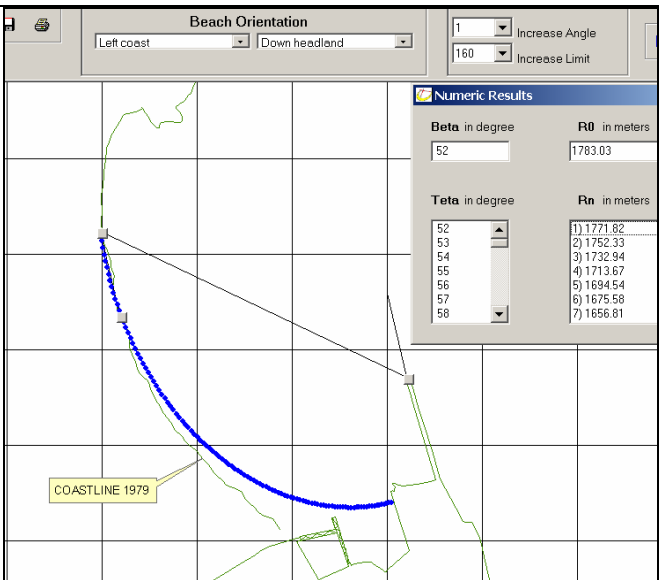 Beach Orientation
Left coast
Down headland
1
Increase Angle
160
Increase Limit
Numeric Results
Beta in degree
R0 in meters
52
1783.03
Teta in degree
Rn in meters
52
53
54
55
56
57
58
1) 1771.82
2) 1752.33
3) 1732.94
4) 1713.67
5) 1694.54
6) 1675.58
7) 1656.81
COASTLINE 1979